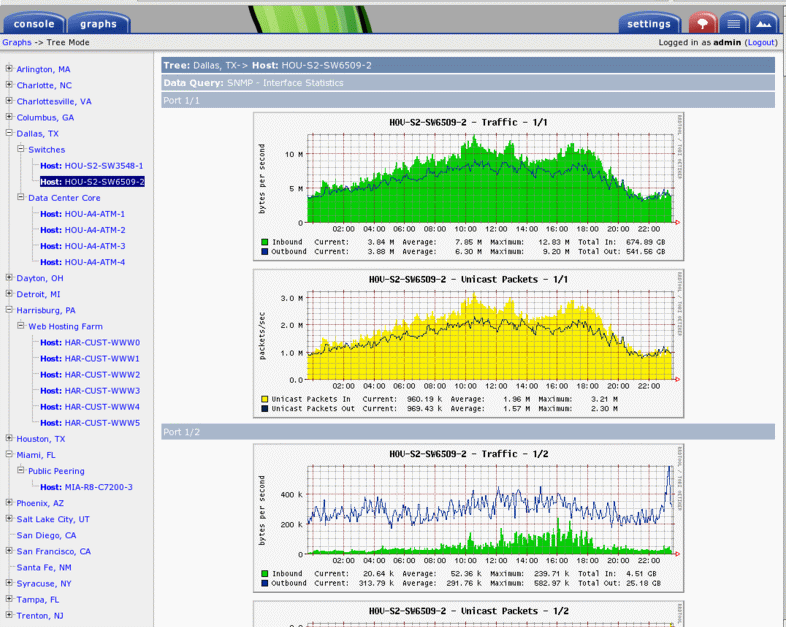 console graphs settings
Graphs -> Tree Mode Logged in as admin (Logout)
Arlington, MA
Charlotte, NC
Charlottesville, VA
Columbus, GA
Dallas, TX
Switches
Host: HOU-S2-SW3548-1
Host: HOU-S2-SW6509-2
Data Center Core
Host: HOU-A4-ATM-1
Host: HOU-A4-ATM-2
Host: HOU-A4-ATM-3
Host: HOU-A4-ATM-4
Dayton, OH
Detroit, MI
Harrisburg, PA
Web Hosting Farm
Host: HAR-CUST-WWW0
Host: HAR-CUST-WWW1
Host: HAR-CUST-WWW2
Host: HAR-CUST-WWW3
Host: HAR-CUST-WWW4
Host: HAR-CUST-WWW5
Houston, TX
Miami, FL
Public Peering
Host: MIA-R8-C7200-3
Phoenix, AZ
Salt Lake City, UT
San Diego, CA
San Francisco, CA
Santa Fe, NM
Syracuse, NY
Tampa, FL
Trenton, NJ
Tree: Dallas, TX-> Host: HOU-S2-SW6509-2
Data Query: SNMP - Interface Statistics
Port 1/1
HOU-S2-SW6509-2 - Traffic - 1/1
RRDTOOL / TOBI OETIKER
bytes per second
10 M
5 M
0
02:00 04:00 06:00 08:00 10:00 12:00 14:00 16:00 18:00 20:00 22:00
Inbound Current: 3.84 M Average: 7.85 M Maximum: 12.83 M Total In: 674.89 GB
Outbound Current: 3.88 M Average: 6.30 M Maximum: 9.20 M Total Out: 541.56 GB
HOU-S2-SW6509-2 - Unicast Packets - 1/1
RRDTOOL / TOBI OETIKER
packets/sec
3.0 M
2.0 M
1.0 M
0.0
02:00 04:00 06:00 08:00 10:00 12:00 14:00 16:00 18:00 20:00 22:00
Unicast Packets In Current: 960.19 k Average: 1.96 M Maximum: 3.21 M
Unicast Packets Out Current: 969.43 k Average: 1.57 M Maximum: 2.30 M
Port 1/2
HOU-S2-SW6509-2 - Traffic - 1/2
RRDTOOL / TOBI OETIKER
bytes per second
400 k
200 k
0
02:00 04:00 06:00 08:00 10:00 12:00 14:00 16:00 18:00 20:00 22:00
Inbound Current: 20.64 k Average: 52.36 k Maximum: 239.71 k Total In: 4.51 GB
Outbound Current: 313.79 k Average: 291.76 k Maximum: 582.97 k Total Out: 25.18 GB
HOU-S2-SW6509-2 - Unicast Packets - 1/2